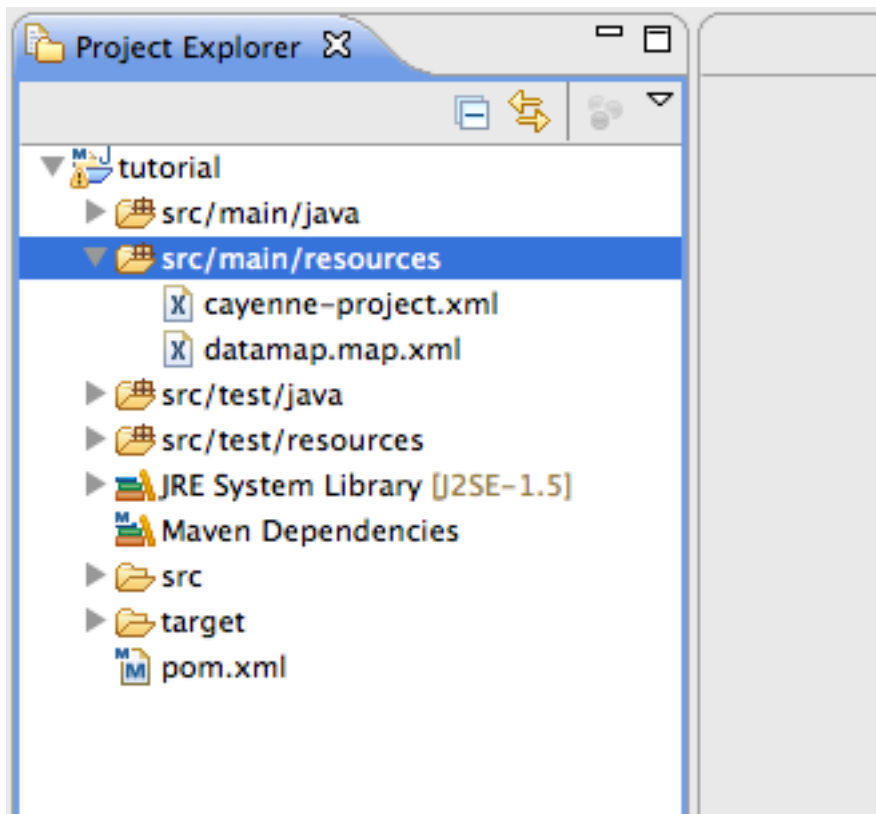 Project Explorer
tutorial
src/main/java
src/main/resources
cayenne-project.xml
datamap.map.xml
src/test/java
src/test/resources
JRE System Library [J2SE-1.5]
Maven Dependencies
src
target
pom.xml